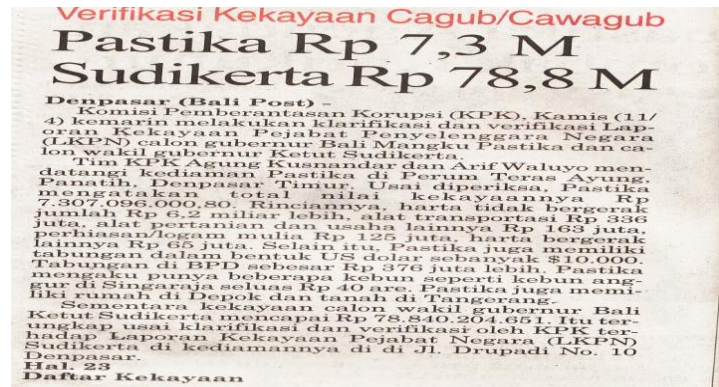 Verifikasi Kekayaan Cagub/Cawagub
Pastika Rp 7,3 M
Sudikerta Rp 78,8 M
Denpasar (Bali Post) -
Komisi Pemberantasan Korupsi (KPK), Kamis (11/
4) kemarin melakukan klarifikasi dan verifikasi Lap-
oran Kekayaan Pejabat Penyelenggara Negara
(LKPN) calon gubernur Bali Mangku Pastika dan ca-
lon wakil gubernur Ketut Sudikerta.
Tim KPK Agung Kusnandar dan Arif Waluyo men-
datangi kediaman Pastika di Perum Teras Ayung,
Panatih, Denpasar Timur. Usai diperiksa, Pastika
mengatakan total nilai kekayaannya Rp
7.307.096.000,80. Rinciannya, harta tidak bergerak
jumlah Rp 6,2 miliar lebih, alat transportasi Rp 336
juta, alat pertanian dan usaha lainnya Rp 163 juta,
perhiasan/logam mulia Rp 125 juta, harta bergerak
lainnya Rp 65 juta. Selain itu, Pastika juga memiliki
tabungan dalam bentuk US dolar sebanyak $10.000.
Tabungan di BPD sebesar Rp 376 juta lebih. Pastika
mengaku punya beberapa kebun seperti kebun ang-
gur di Singaraja seluas Rp 40 are. Pastika juga memi-
liki rumah di Depok dan tanah di Tangerang.
Sementara kekayaan calon wakil gubernur Bali
Ketut Sudikerta mencapai Rp 78.840.204.651. Itu ter-
ungkap usai klarifikasi dan verifikasi oleh KPK ter-
hadap Laporan Kekayaan Pejabat Negara (LKPN)
Sudikerta di kediamannya di di Jl. Drupadi No. 10
Denpasar.
Hal. 23
Daftar Kekayaan